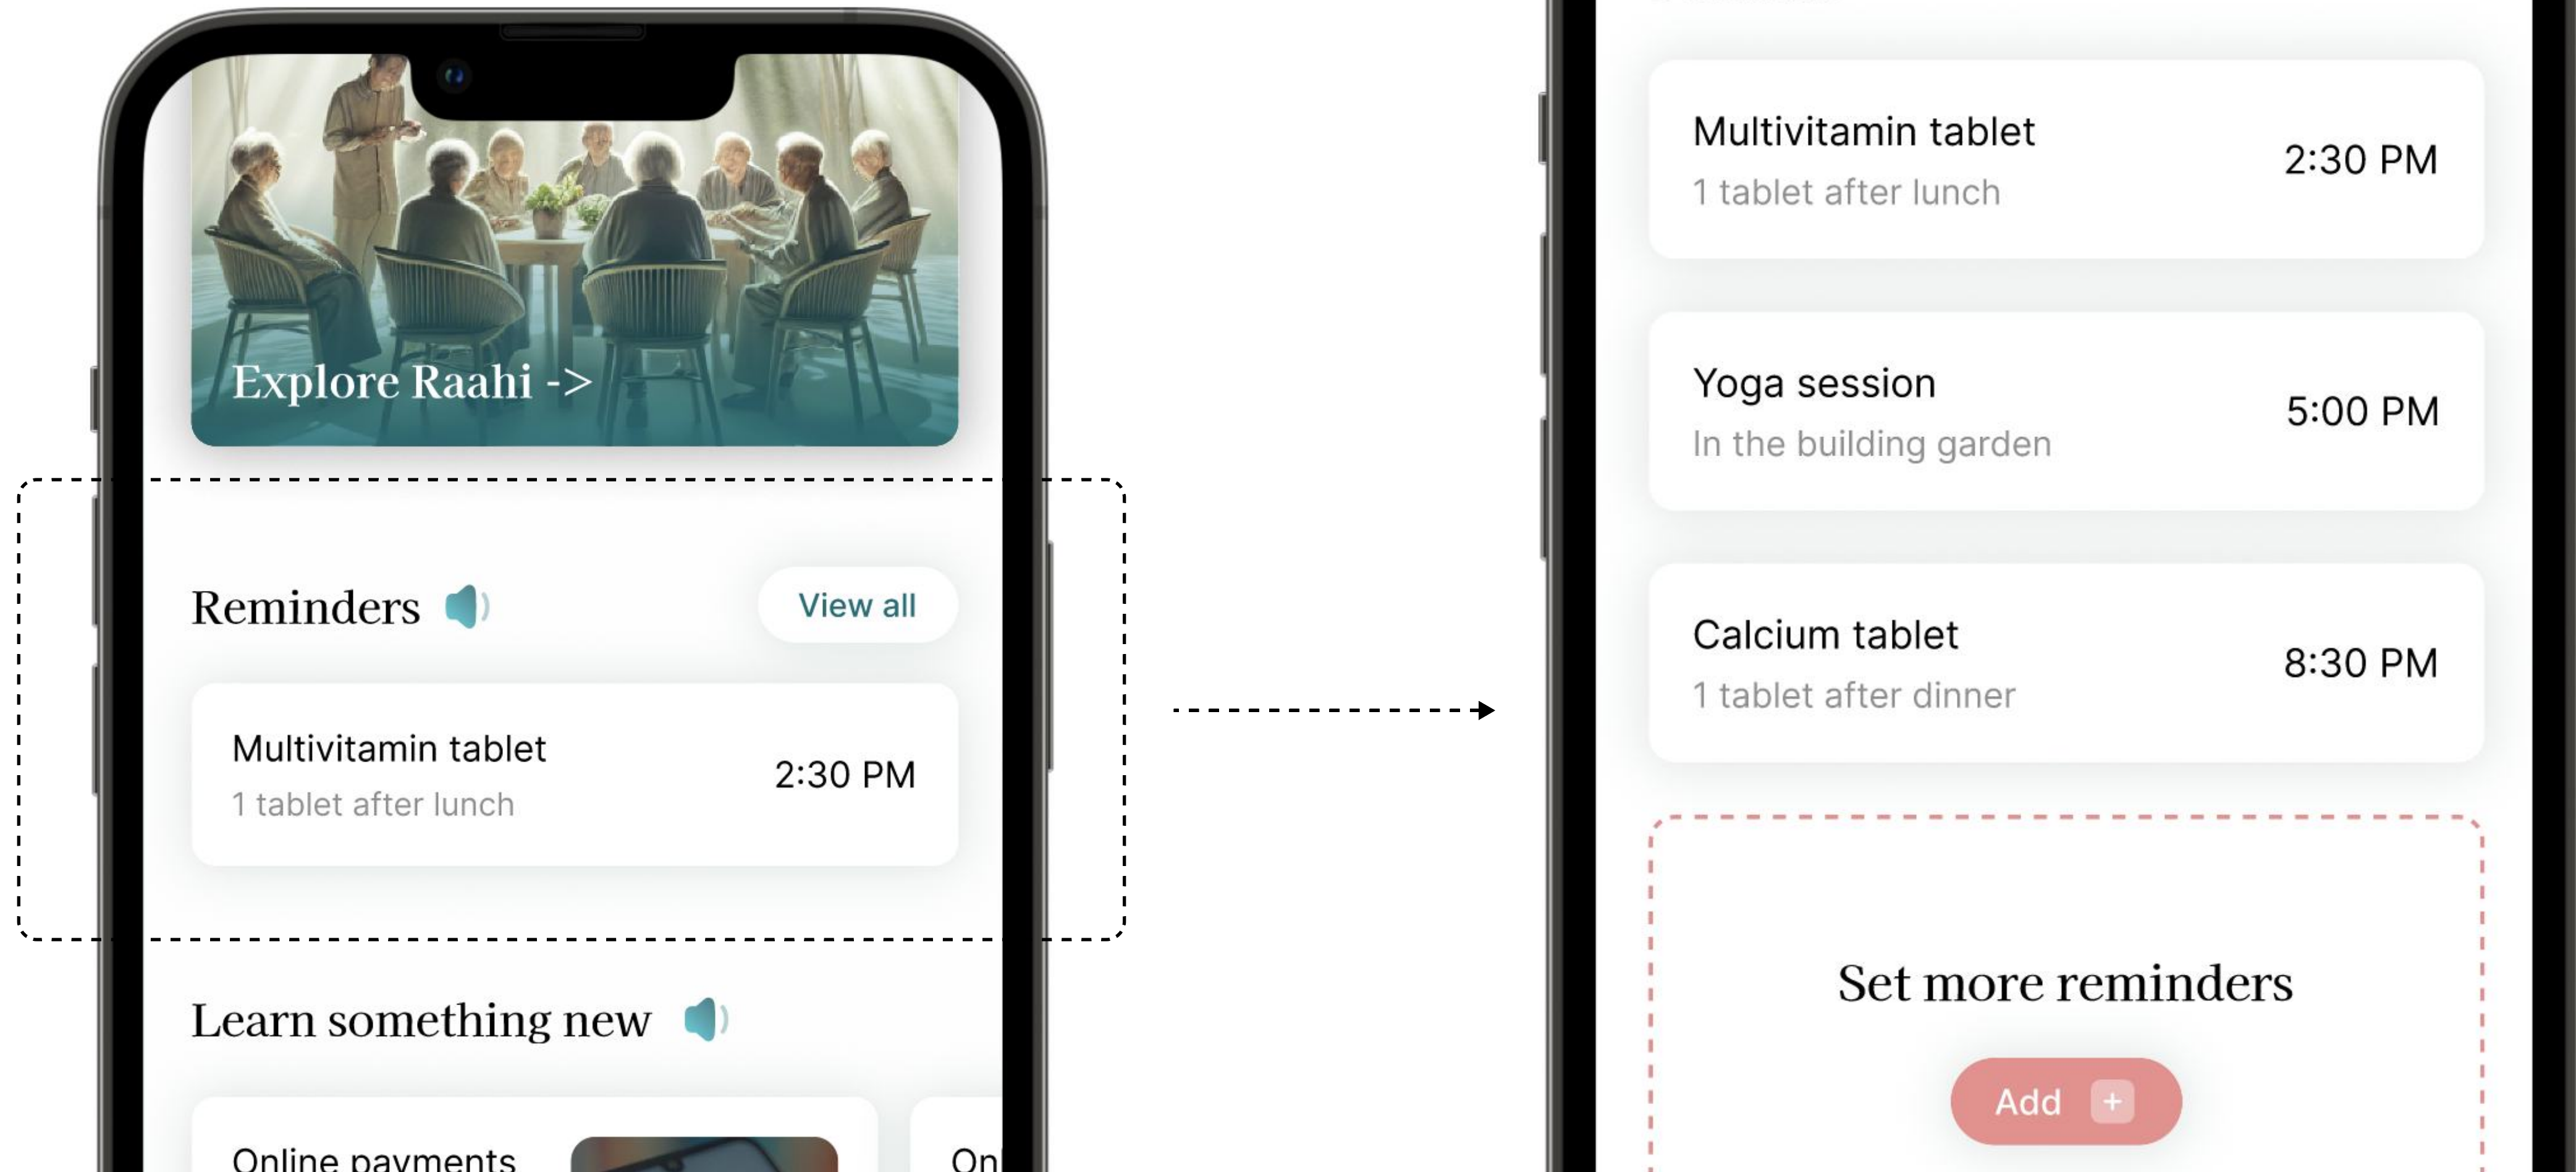 Explore Raahi ->
Reminders
View all
Multivitamin tablet
2:30 PM
1 tablet after lunch
Learn something new
Online payments
Multivitamin tablet
2:30 PM
1 tablet after lunch
Yoga session
5:00 PM
In the building garden
Calcium tablet
8:30 PM
1 tablet after dinner
Set more reminders
Add +